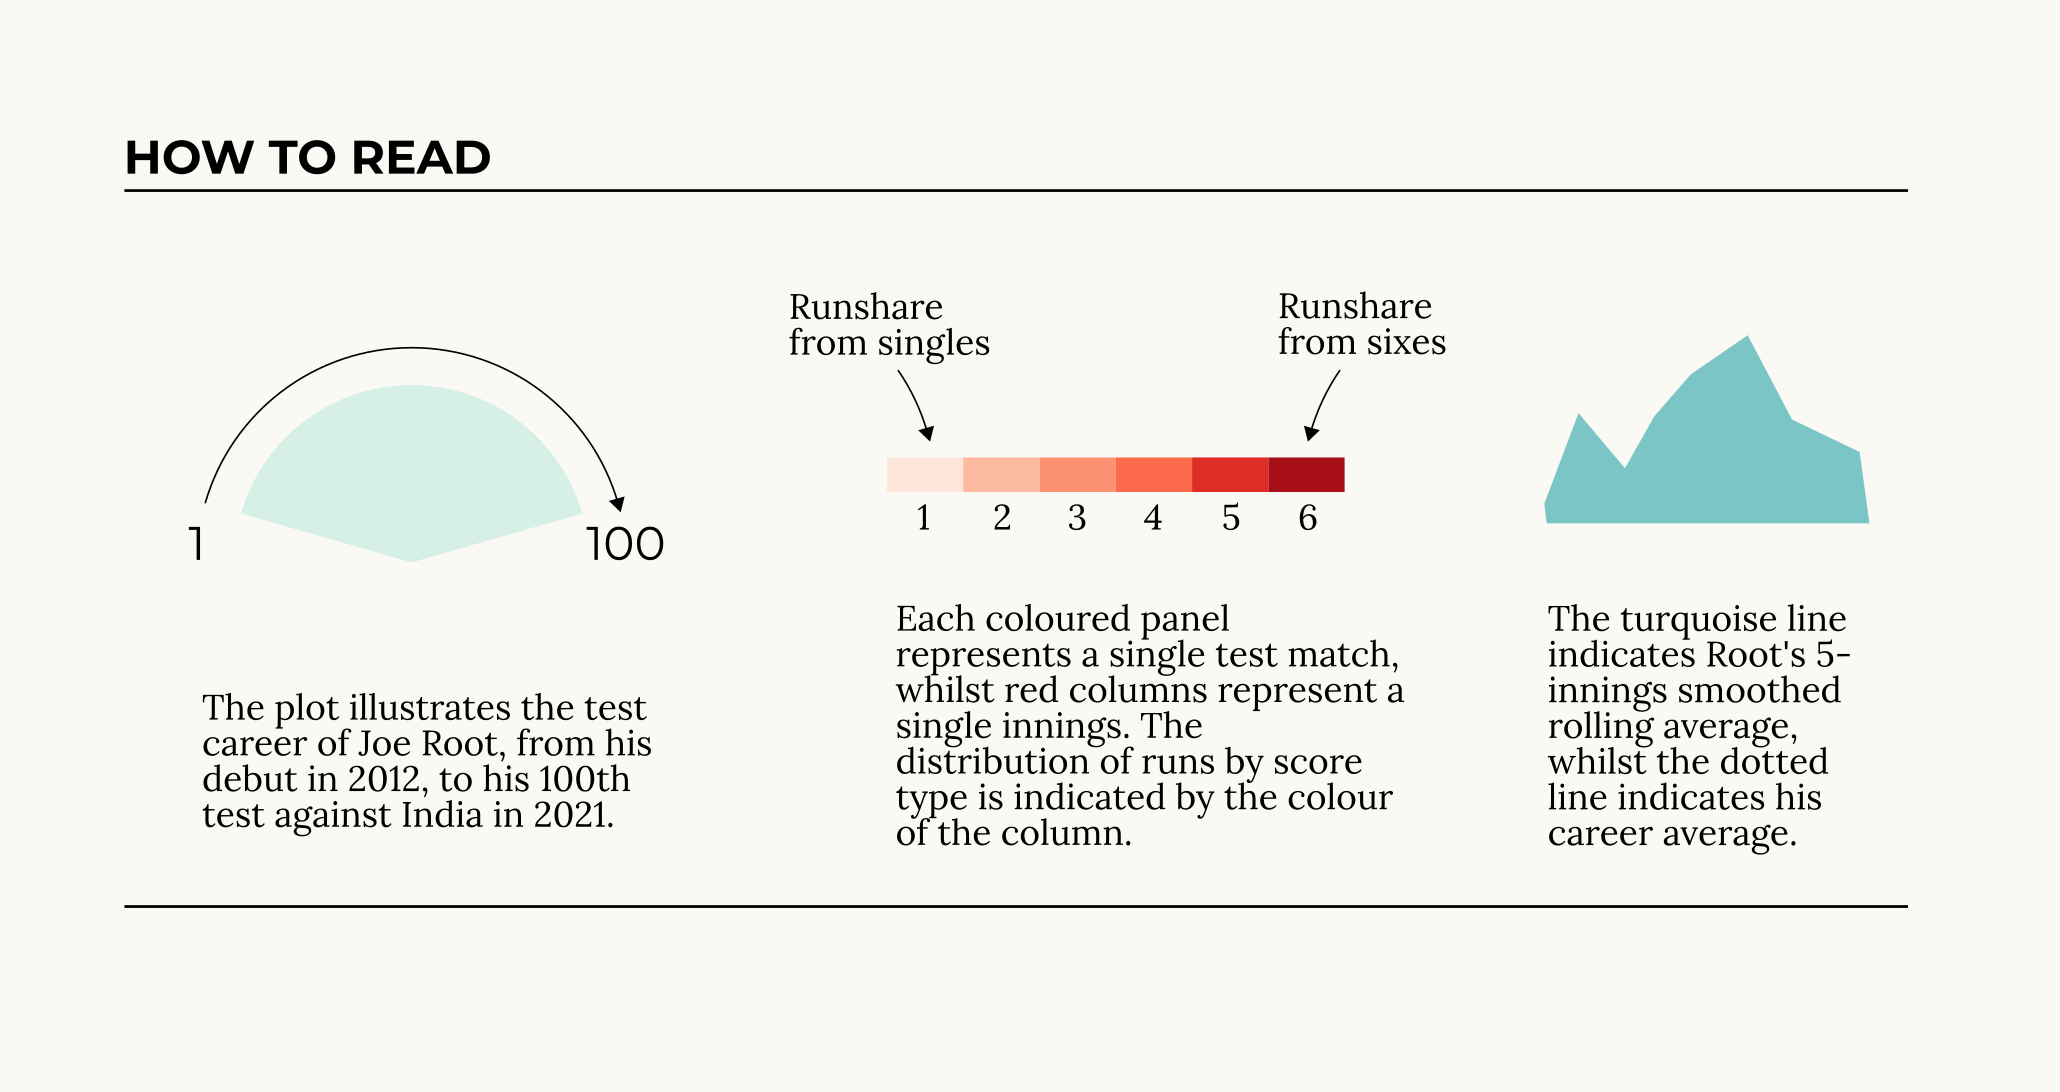 HOW TO READ
1
100
The plot illustrates the test
career of Joe Root, from his
debut in 2012, to his 100th
test against India in 2021.
Runshare
from singles
Runshare
from sixes
1 2 3 4 5 6
Each coloured panel
represents a single test match,
whilst red columns represent a
single innings. The
distribution of runs by score
type is indicated by the colour
of the column.
The turquoise line
indicates Root's 5-
innings smoothed
rolling average,
whilst the dotted
line indicates his
career average.